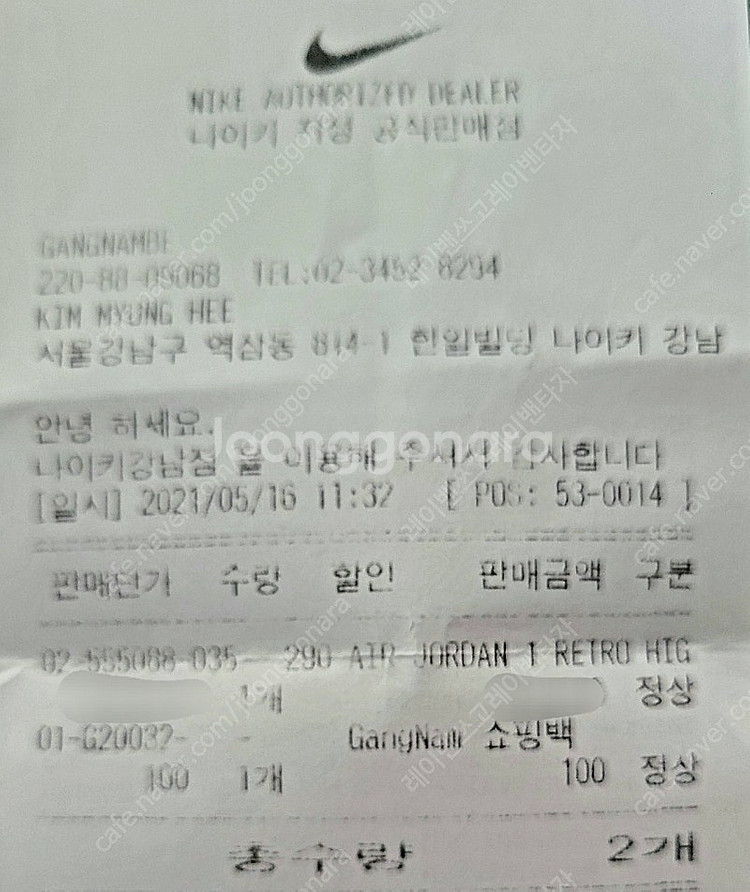 NIKE AUTHORIZED DEALER
나이키 지정 공식판매점
GANGNAMBE
220-88-09068 TEL:02-3452 8294
KIM MYUNG HEE
서울강남구 역삼동 814-1 한일빌딩 나이키 강남
안녕 하세요.
나이키강남점 을 이용해 주셔서 감사합니다
[일시] 2021/05/16 11:32 [ POS: 53-0014 ]
판매단가 수량 할인 판매금액 구분
02-555088-035- 290 AIR JORDAN 1 RETRO HIG
1개 정상
01-G20032- - GangNam 쇼핑백
100 1개 100 정상
총수량 2개
Joonggonara